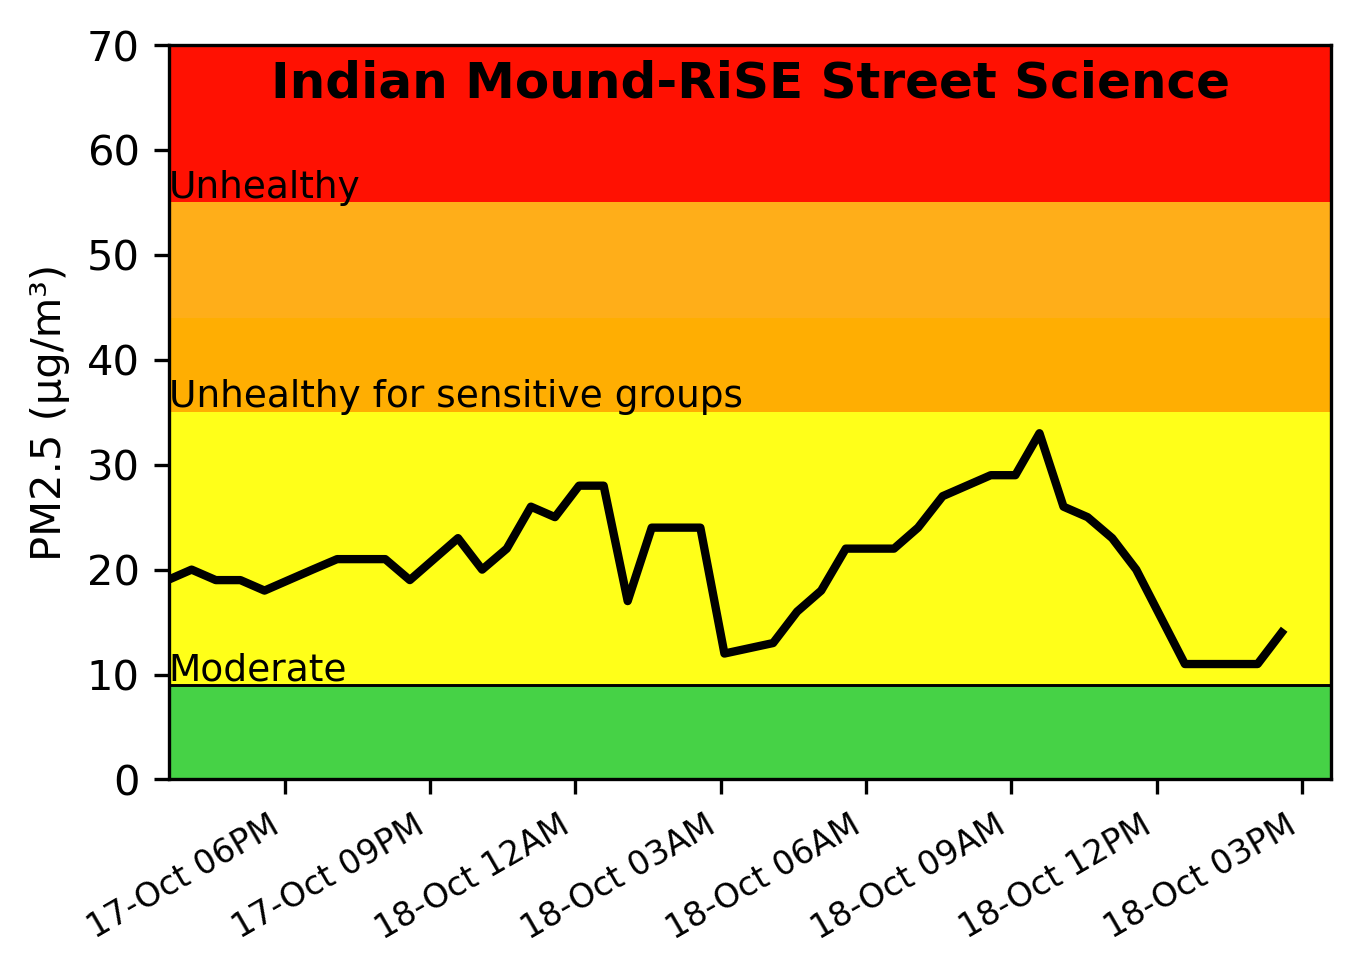 Indian Mound-RiSE Street Science
PM2.5 (µg/m³)
70
60
50
40
30
20
10
0
Unhealthy
Unhealthy for sensitive groups
Moderate
17-Oct 06PM
17-Oct 09PM
18-Oct 12AM
18-Oct 03AM
18-Oct 06AM
18-Oct 09AM
18-Oct 12PM
18-Oct 03PM